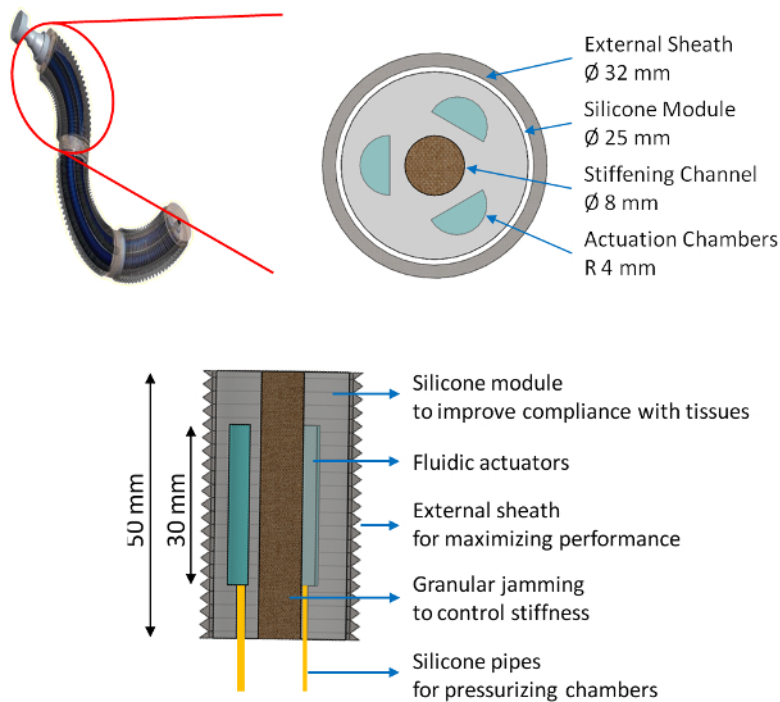 External Sheath
Ø 32 mm
Silicone Module
Ø 25 mm
Stiffening Channel
Ø 8 mm
Actuation Chambers
R 4 mm
50 mm
30 mm
Silicone module
to improve compliance with tissues
Fluidic actuators
External sheath
for maximizing performance
Granular jamming
to control stiffness
Silicone pipes
for pressurizing chambers